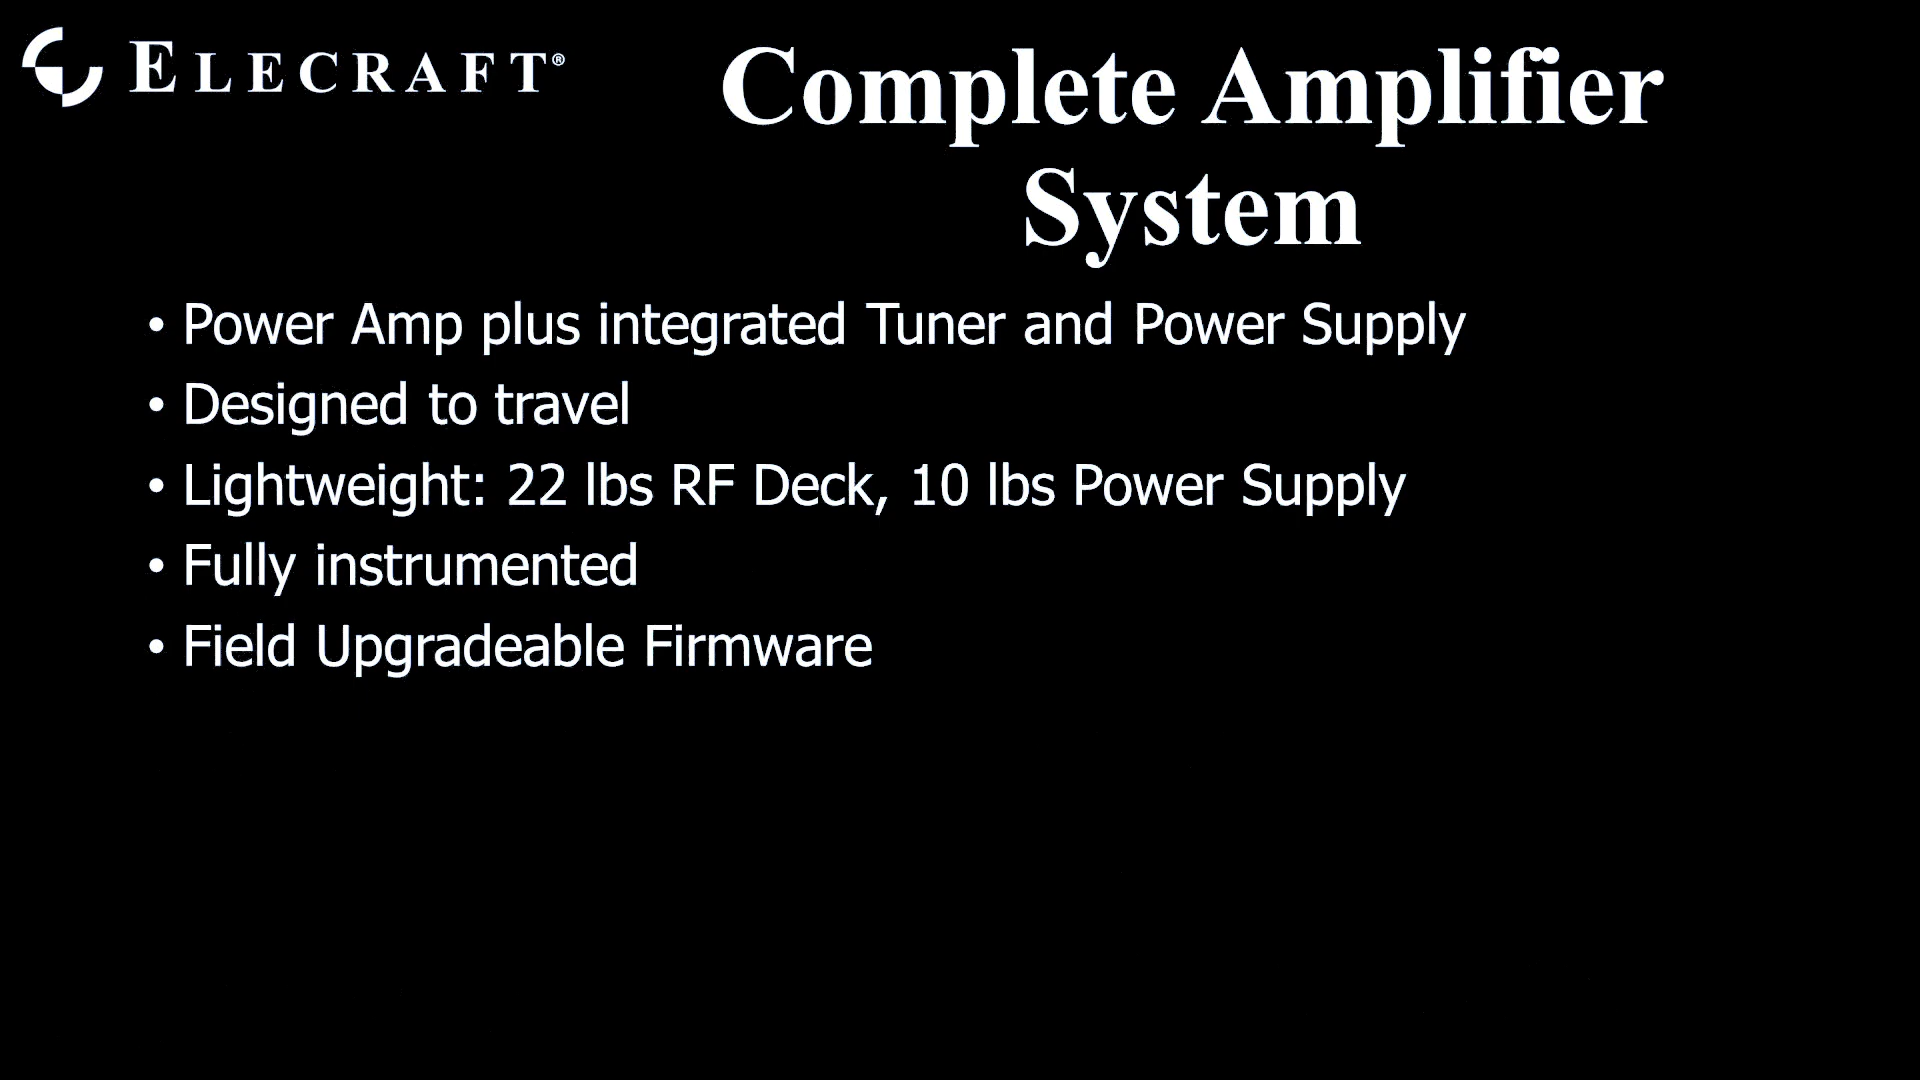 ELECRAFT®
Complete Amplifier
System
• Power Amp plus integrated Tuner and Power Supply
• Designed to travel
• Lightweight: 22 lbs RF Deck, 10 lbs Power Supply
• Fully instrumented
• Field Upgradeable Firmware